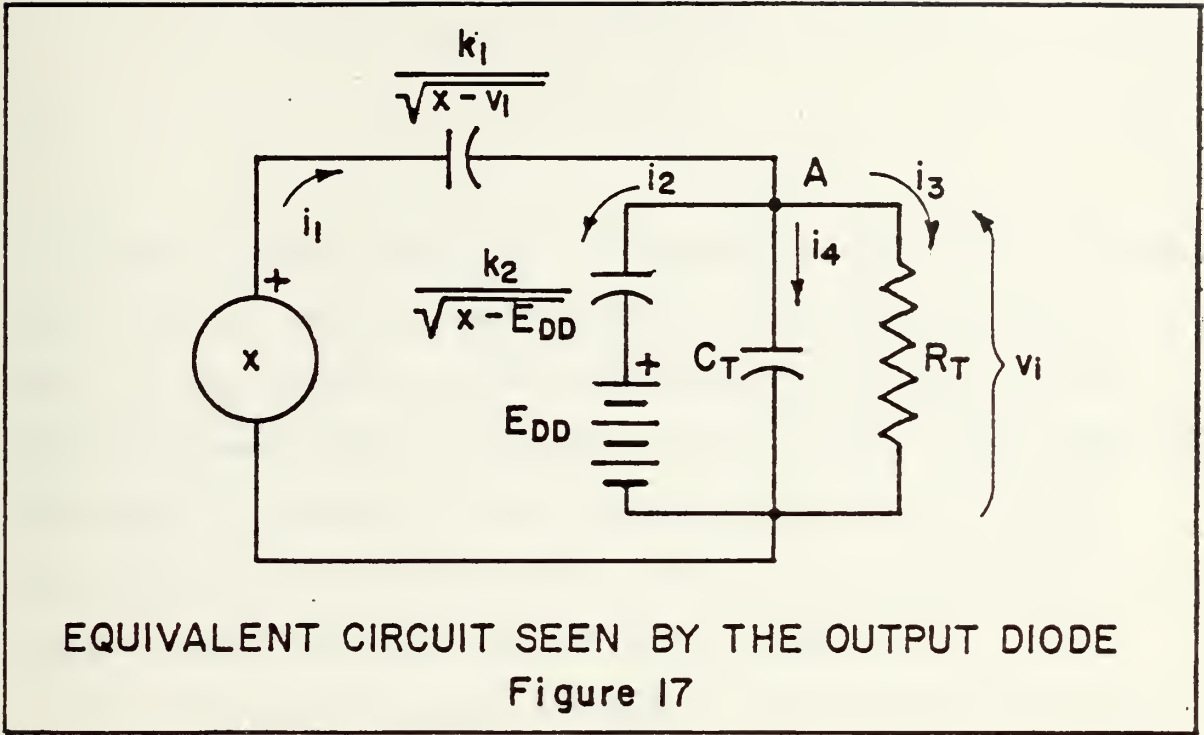 k1
√x - v1
A
i2
i3
i1
i4
k2
√x - EDD
+
x
+
CT
RT
vi
EDD
EQUIVALENT CIRCUIT SEEN BY THE OUTPUT DIODE
Figure 17